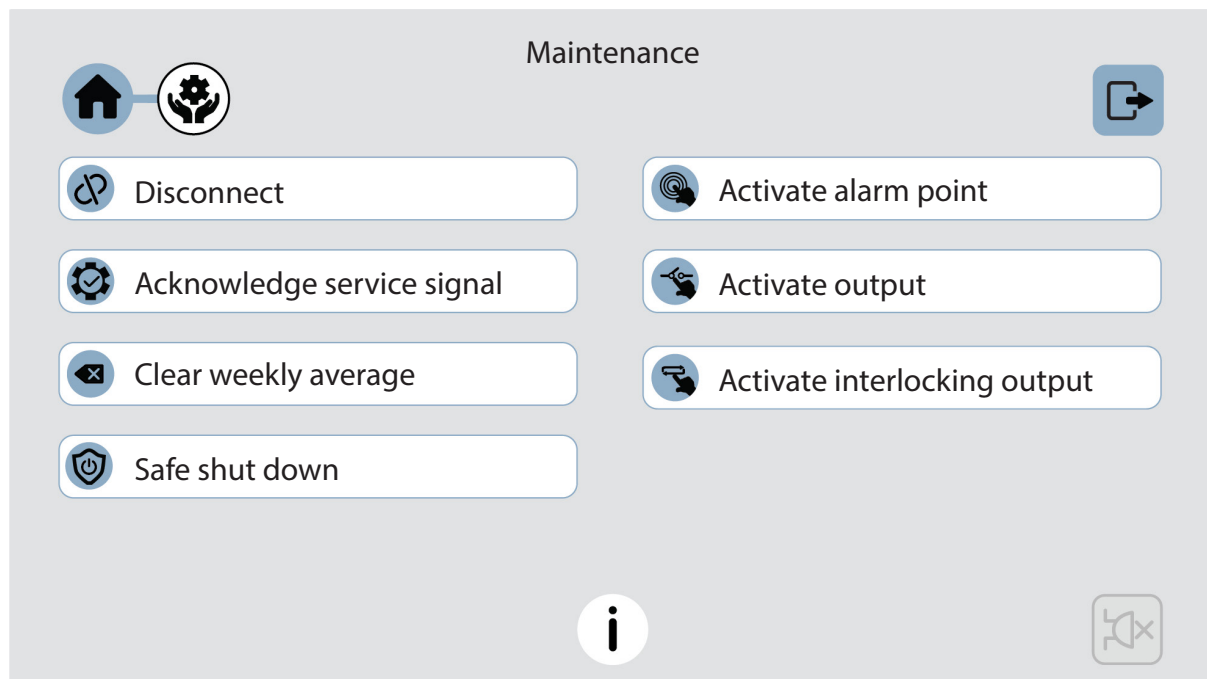 Maintenance
Disconnect
Acknowledge service signal
Clear weekly average
Safe shut down
Activate alarm point
Activate output
Activate interlocking output
i